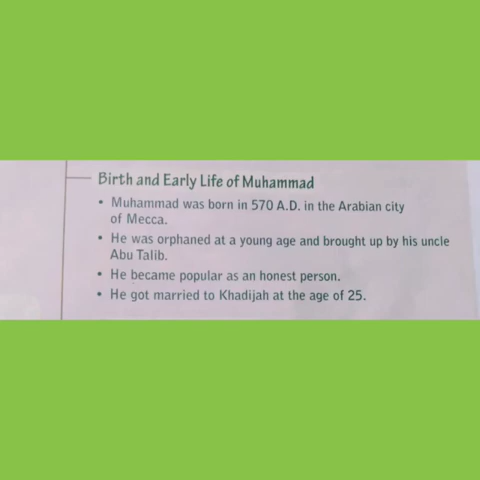 Birth and Early Life of Muhammad
• Muhammad was born in 570 A.D. in the Arabian city
of Mecca.
• He was orphaned at a young age and brought up by his uncle
Abu Talib.
• He became popular as an honest person.
• He got married to Khadijah at the age of 25.